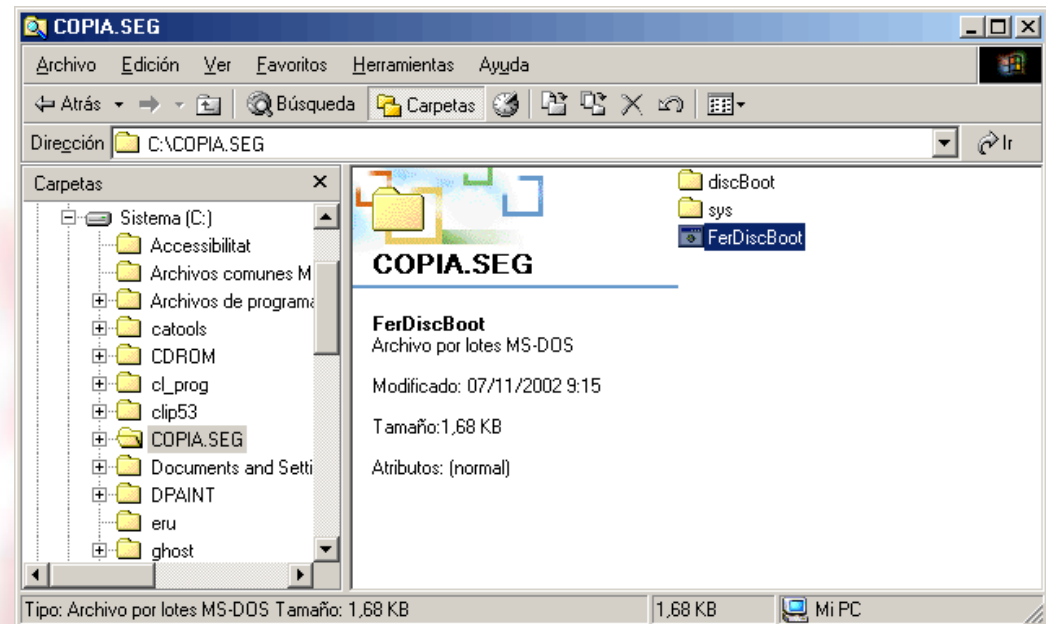 COPIA.SEG
Archivo Edición Ver Favoritos Herramientas Ayuda
Atrás Búsqueda Carpetas
Dirección C:\COPIA.SEG Ir
Carpetas
Sistema (C:)
Accessibilitat
Archivos comunes M
Archivos de programa
catools
CDROM
cl_prog
clip53
COPIA.SEG
Documents and Setti
DPAINT
eru
ghost
COPIA.SEG
FerDiscBoot
Archivo por lotes MS-DOS
Modificado: 07/11/2002 9:15
Tamaño:1,68 KB
Atributos: (normal)
discBoot
sys
FerDiscBoot
Tipo: Archivo por lotes MS-DOS Tamaño: 1,68 KB 1,68 KB Mi PC